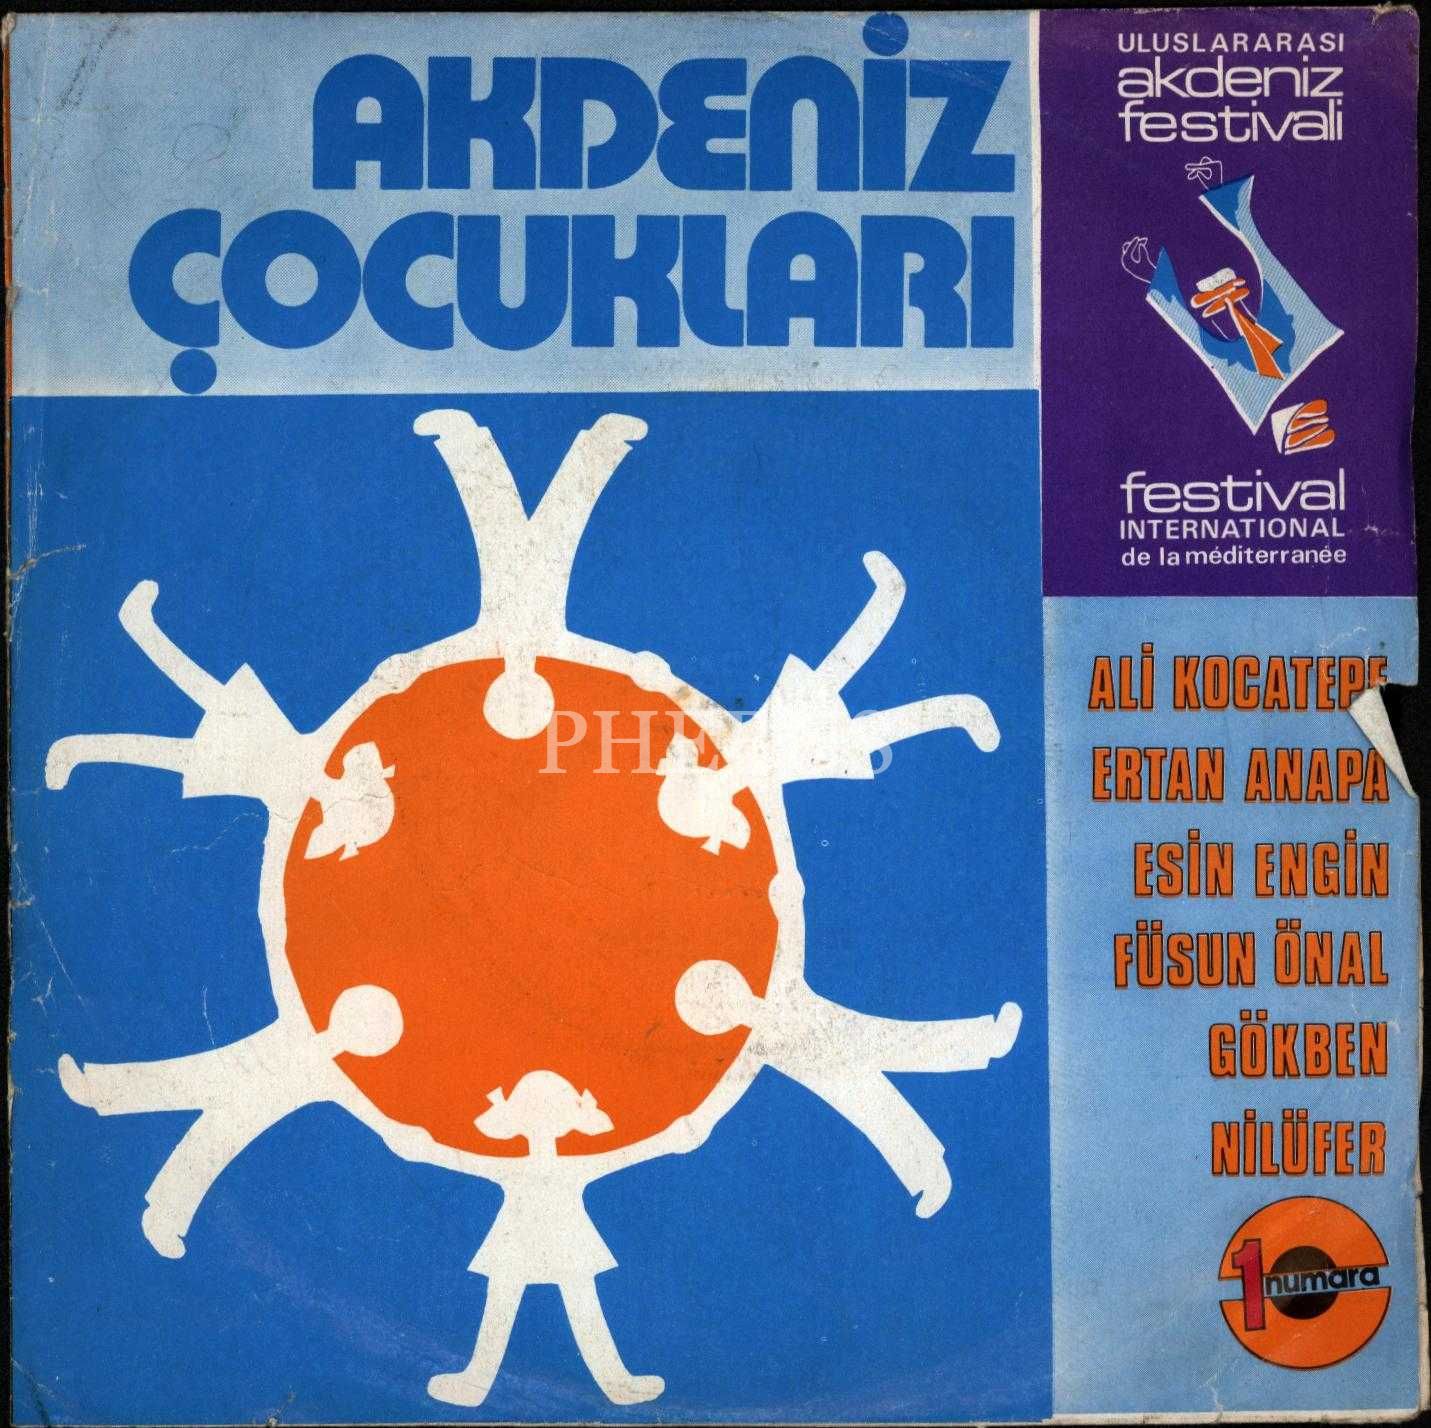 AKDENİZ
ÇOCUKLARI
ULUSLARARASI
akdeniz
festivali
festival
INTERNATIONAL
de la méditerranée
ALİ KOCATEPE
ERTAN ANAPA
ESİN ENGİN
FÜSUN ÖNAL
GÖKBEN
NİLÜFER
1 numara